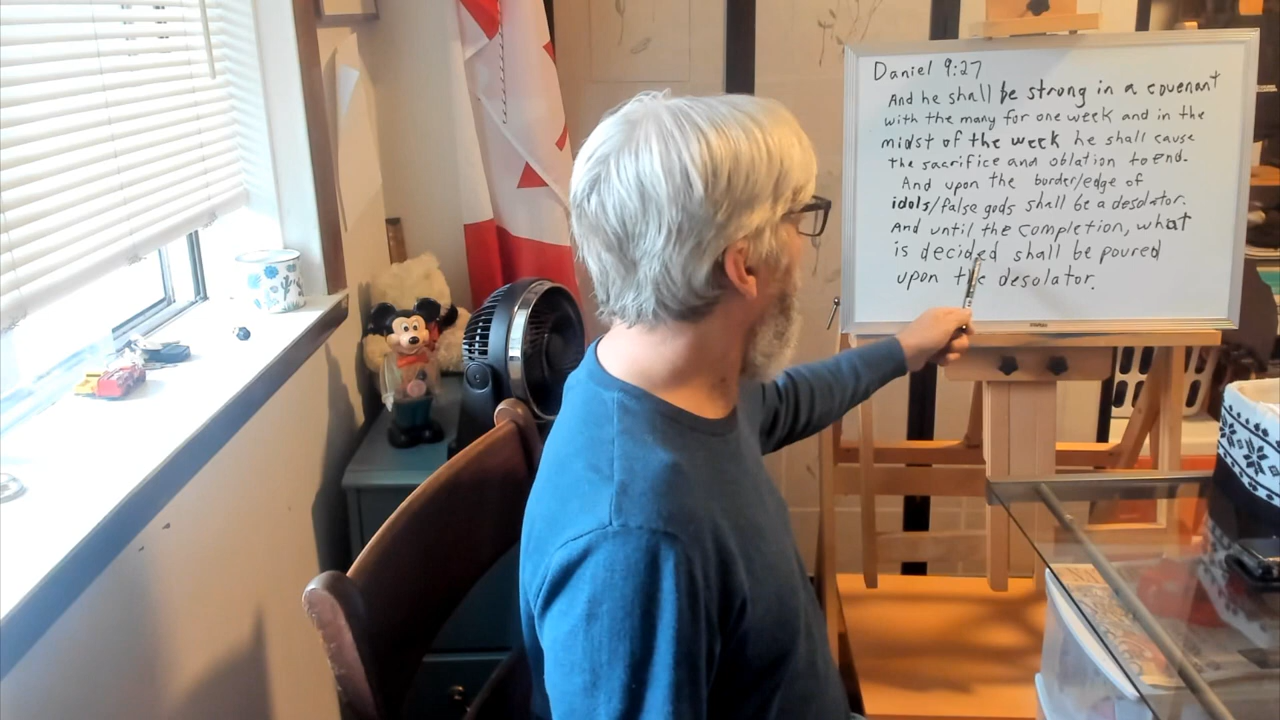 Daniel 9:27
And he shall be strong in a covenant
with the many for one week and in the
midst of the week he shall cause
the sacrifice and oblation to end.
And upon the border/edge of
idols/false gods shall be a desolator.
And until the completion, what
is decided shall be poured
upon the desolator.